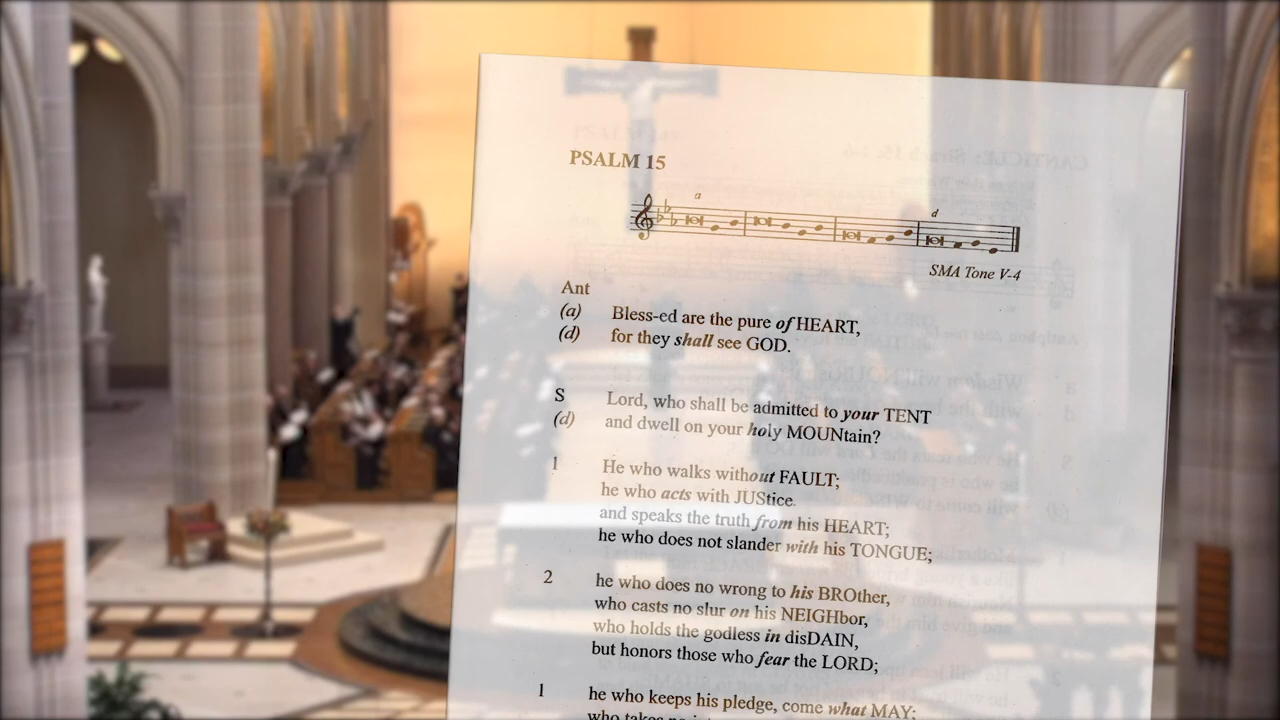 PSALM 15
a
d
SMA Tone V-4
Ant
(a) Bless-ed are the pure of HEART,
(d) for they shall see GOD.
S Lord, who shall be admitted to your TENT
(d) and dwell on your holy MOUNtain?
1 He who walks without FAULT;
he who acts with JUStice
and speaks the truth from his HEART;
he who does not slander with his TONGUE;
2 he who does no wrong to his BROther,
who casts no slur on his NEIGHbor,
who holds the godless in disDAIN,
but honors those who fear the LORD;
1 he who keeps his pledge, come what MAY;
who takes no